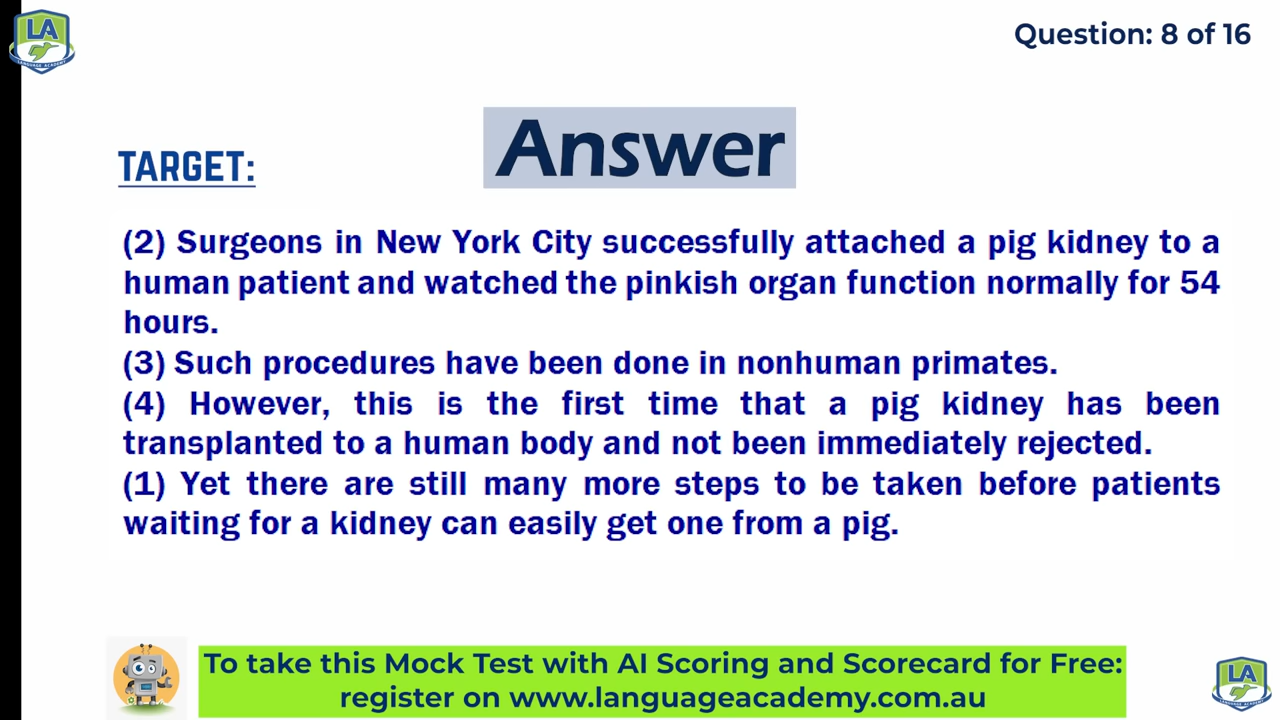 LA
LANGUAGE ACADEMY
Question: 8 of 16
Answer
TARGET:
(2) Surgeons in New York City successfully attached a pig kidney to a
human patient and watched the pinkish organ function normally for 54
hours.
(3) Such procedures have been done in nonhuman primates.
(4) However, this is the first time that a pig kidney has been
transplanted to a human body and not been immediately rejected.
(1) Yet there are still many more steps to be taken before patients
waiting for a kidney can easily get one from a pig.
To take this Mock Test with AI Scoring and Scorecard for Free:
register on www.languageacademy.com.au
LA